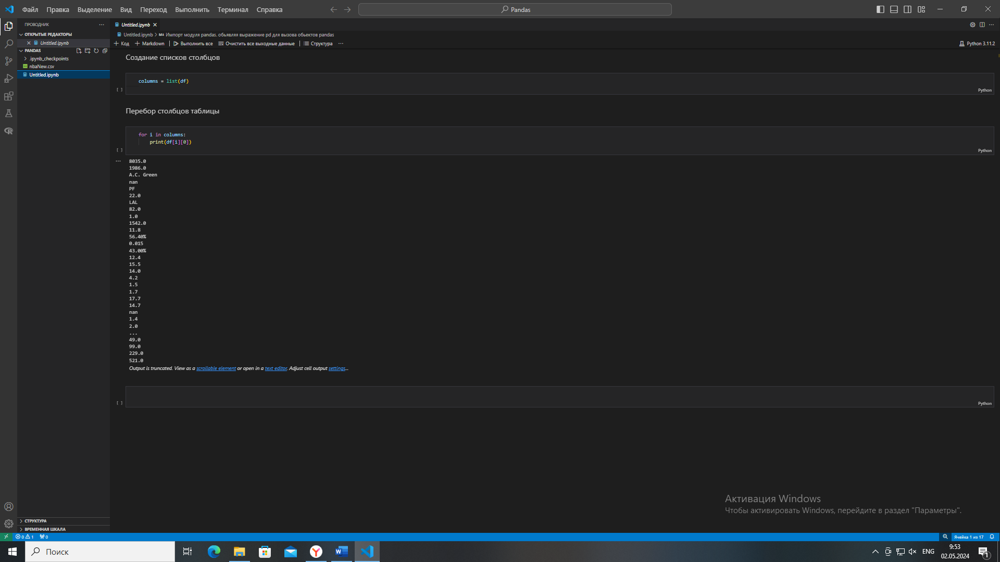 Файл Правка Выделение Вид Переход Выполнить Терминал Справка
Pandas
ПРОВОДНИК
ОТКРЫТЫЕ РЕДАКТОРЫ
Untitled.ipynb
PANDAS
.ipynb_checkpoints
nbaNew.csv
Untitled.ipynb
СТРУКТУРА
ВРЕМЕННАЯ ШКАЛА
Untitled.ipynb
Untitled.ipynb > M↓ Импорт модуля pandas. обьявляя выражение pd для вызова обьектов pandas
+ Код + Markdown | Выполнить все Очистить все выходные данные | Структура ...
Python 3.11.2
Создание списков столбцов
columns = list(df)
[ ]
Python
Перебор столбцов таблицы
for i in columns:
print(df[i][0])
[ ]
Python
...
8035.0
1986.0
A.C. Green
nan
PF
22.0
LAL
82.0
1.0
1542.0
11.8
56.40%
0.015
43.00%
12.4
15.5
14.0
4.2
1.5
1.7
17.7
14.7
nan
1.4
2.0
...
49.0
99.0
229.0
521.0
Output is truncated. View as a scrollable element or open in a text editor. Adjust cell output settings...
[ ]
Python
Активация Windows
Чтобы активировать Windows, перейдите в раздел "Параметры".
0 1 0
Ячейка 1 из 17
Поиск
ENG
9:53
02.05.2024
1